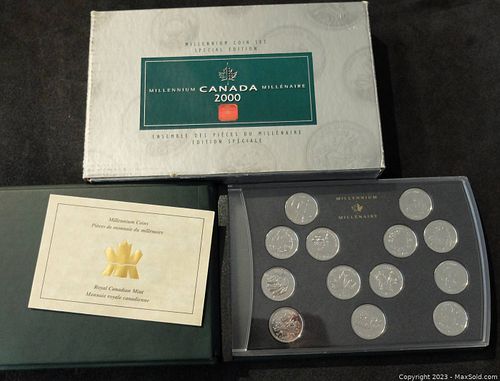 MILLENNIUM COIN SET
SPECIAL EDITION
MILLENNIUM CANADA MILLÉNAIRE
2000
ENSEMBLE DES PIÈCES DU MILLÉNAIRE
ÉDITION SPÉCIALE
Millennium Coins
Pièces de monnaie du millénaire
Royal Canadian Mint
Monnaie royale canadienne
MILLENNIUM
MILLÉNAIRE
Copyright 2023 - MaxSold.com